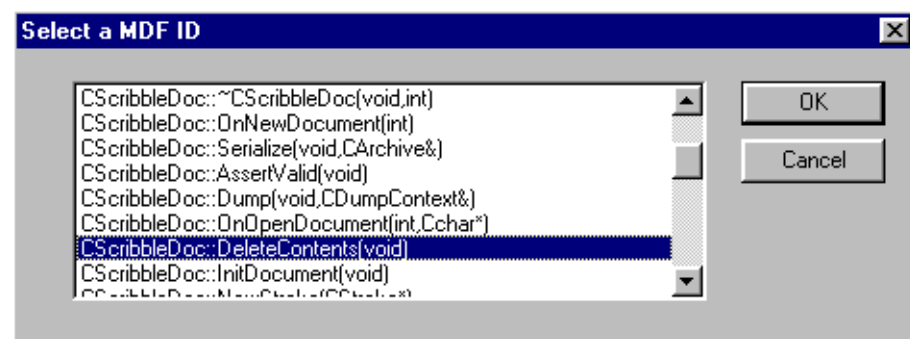 Select a MDF ID
CScribbleDoc::~CScribbleDoc(void,int)
CScribbleDoc::OnNewDocument(int)
CScribbleDoc::Serialize(void,CArchive&)
CScribbleDoc::AssertValid(void)
CScribbleDoc::Dump(void,CDumpContext&)
CScribbleDoc::OnOpenDocument(int,Cchar*)
CScribbleDoc::DeleteContents(void)
CScribbleDoc::InitDocument(void)
OK
Cancel